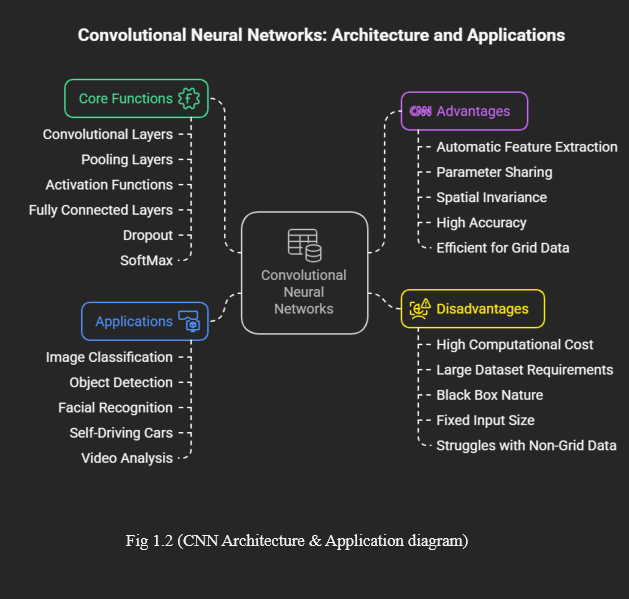 Convolutional Neural Networks: Architecture and Applications
Core Functions
Convolutional Layers
Pooling Layers
Activation Functions
Fully Connected Layers
Dropout
SoftMax
Applications
Image Classification
Object Detection
Facial Recognition
Self-Driving Cars
Video Analysis
Convolutional
Neural
Networks
CNN Advantages
Automatic Feature Extraction
Parameter Sharing
Spatial Invariance
High Accuracy
Efficient for Grid Data
Disadvantages
High Computational Cost
Large Dataset Requirements
Black Box Nature
Fixed Input Size
Struggles with Non-Grid Data
Fig 1.2 (CNN Architecture & Application diagram)